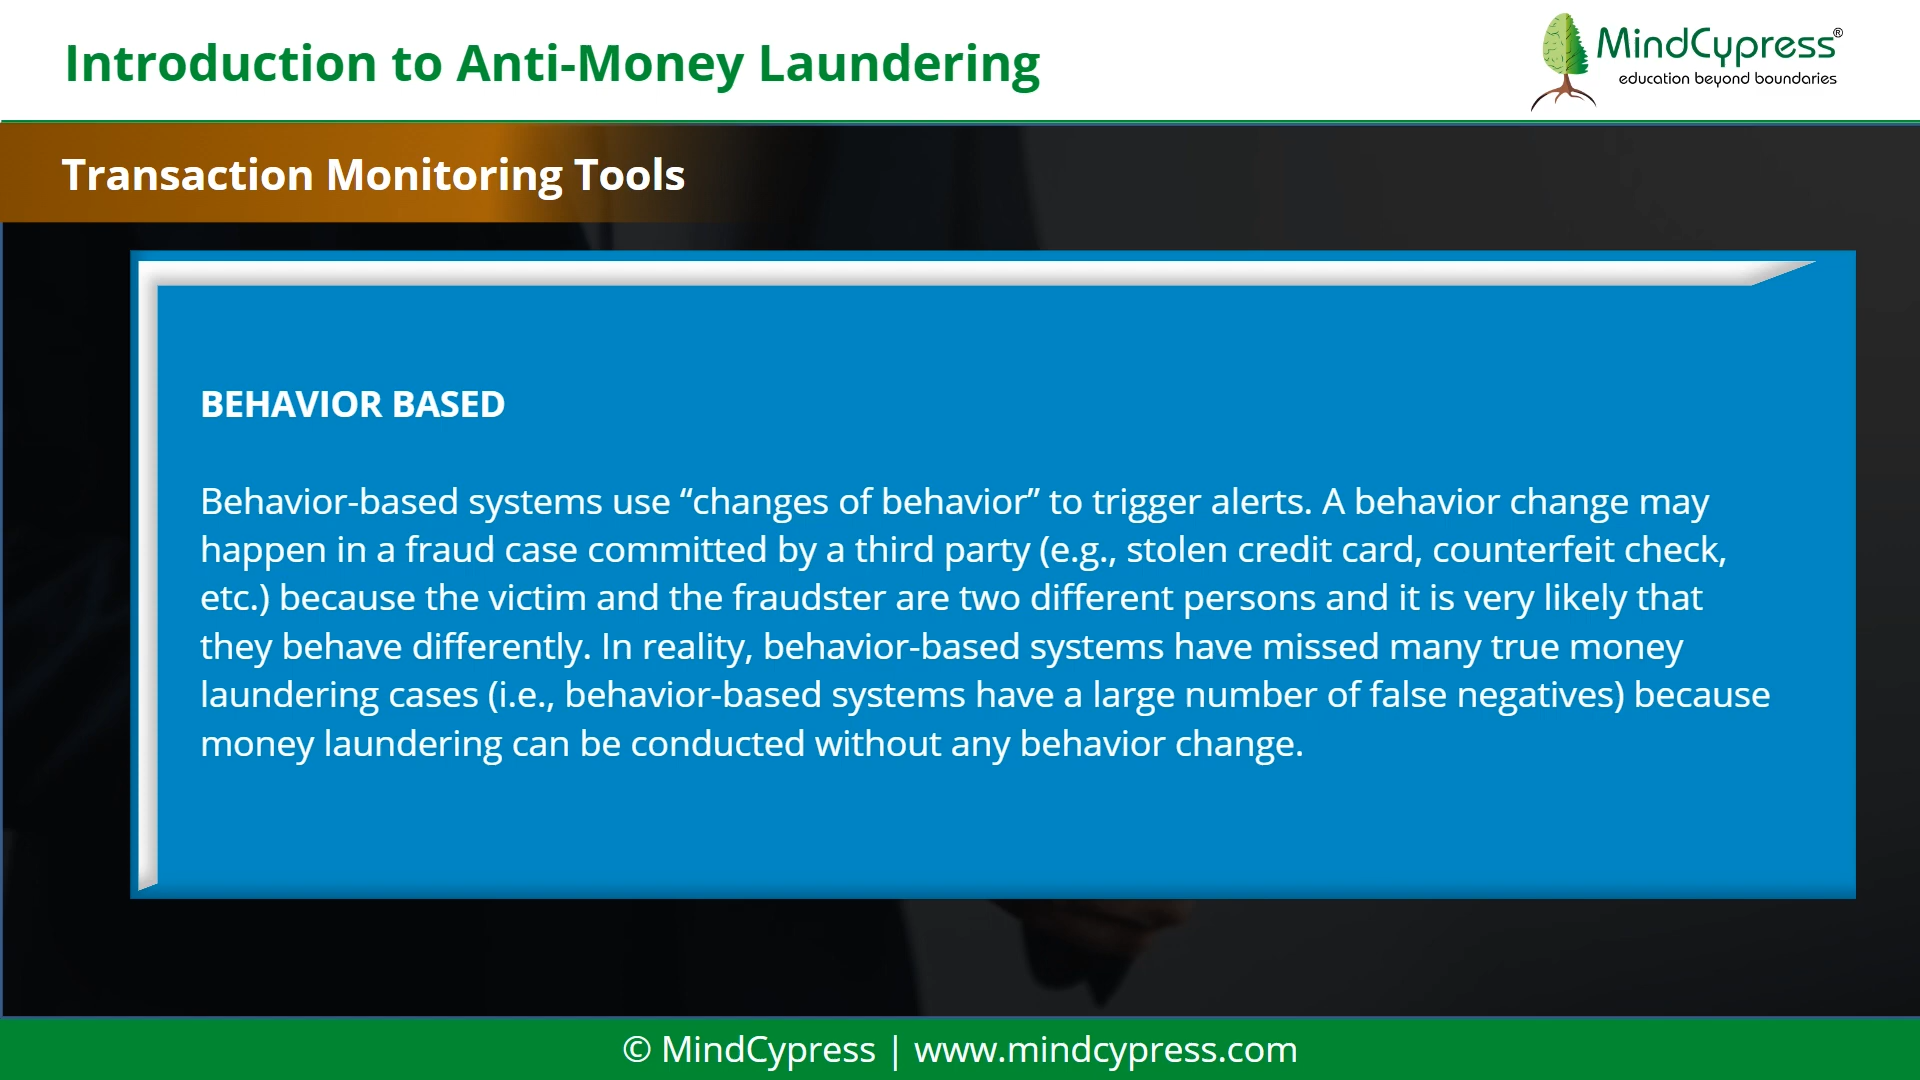 Introduction to Anti-Money Laundering
MindCypress®
education beyond boundaries
Transaction Monitoring Tools
BEHAVIOR BASED
Behavior-based systems use “changes of behavior” to trigger alerts. A behavior change may
happen in a fraud case committed by a third party (e.g., stolen credit card, counterfeit check,
etc.) because the victim and the fraudster are two different persons and it is very likely that
they behave differently. In reality, behavior-based systems have missed many true money
laundering cases (i.e., behavior-based systems have a large number of false negatives) because
money laundering can be conducted without any behavior change.
© MindCypress | www.mindcypress.com